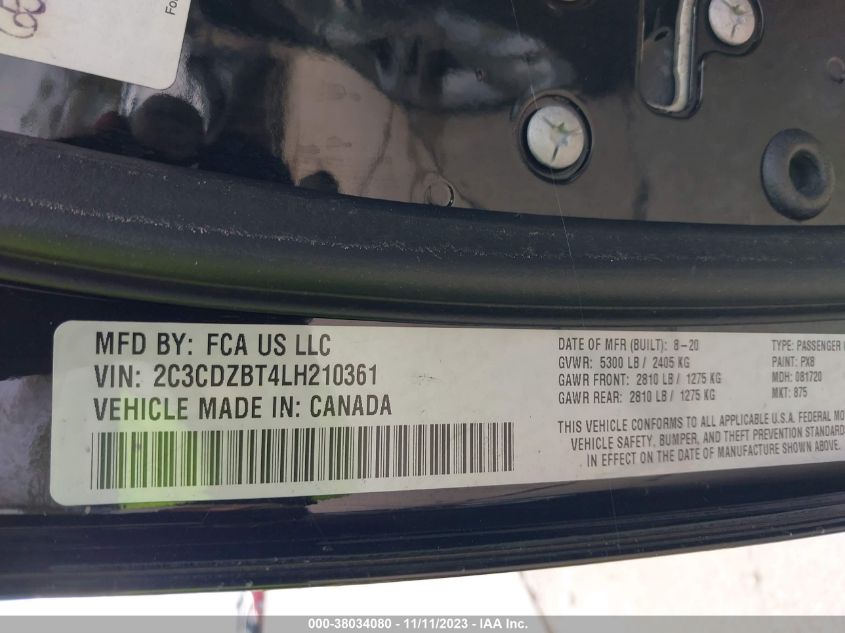 Fo
MFD BY: FCA US LLC
VIN: 2C3CDZBT4LH210361
VEHICLE MADE IN: CANADA
DATE OF MFR (BUILT): 8-20
GVWR: 5300 LB / 2405 KG
GAWR FRONT: 2810 LB / 1275 KG
GAWR REAR: 2810 LB / 1275 KG
TYPE: PASSENGER
PAINT: PX8
MDH: 081720
MKT: 875
THIS VEHICLE CONFORMS TO ALL APPLICABLE U.S.A. FEDERAL MO
VEHICLE SAFETY, BUMPER, AND THEFT PREVENTION STANDARDS
IN EFFECT ON THE DATE OF MANUFACTURE SHOWN ABOVE.
000-38034080 - 11/11/2023 - IAA Inc.